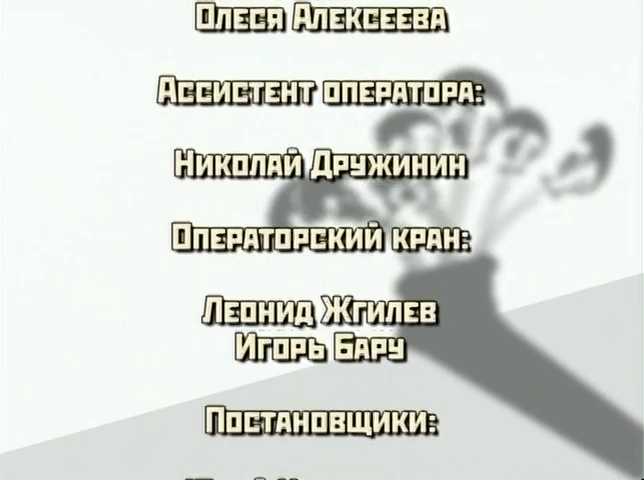 Олеся Алексеева
Ассистент оператора:
Николай Дружинин
Операторский кран:
Леонид Жгилев
Игорь Бару
Постановщики: